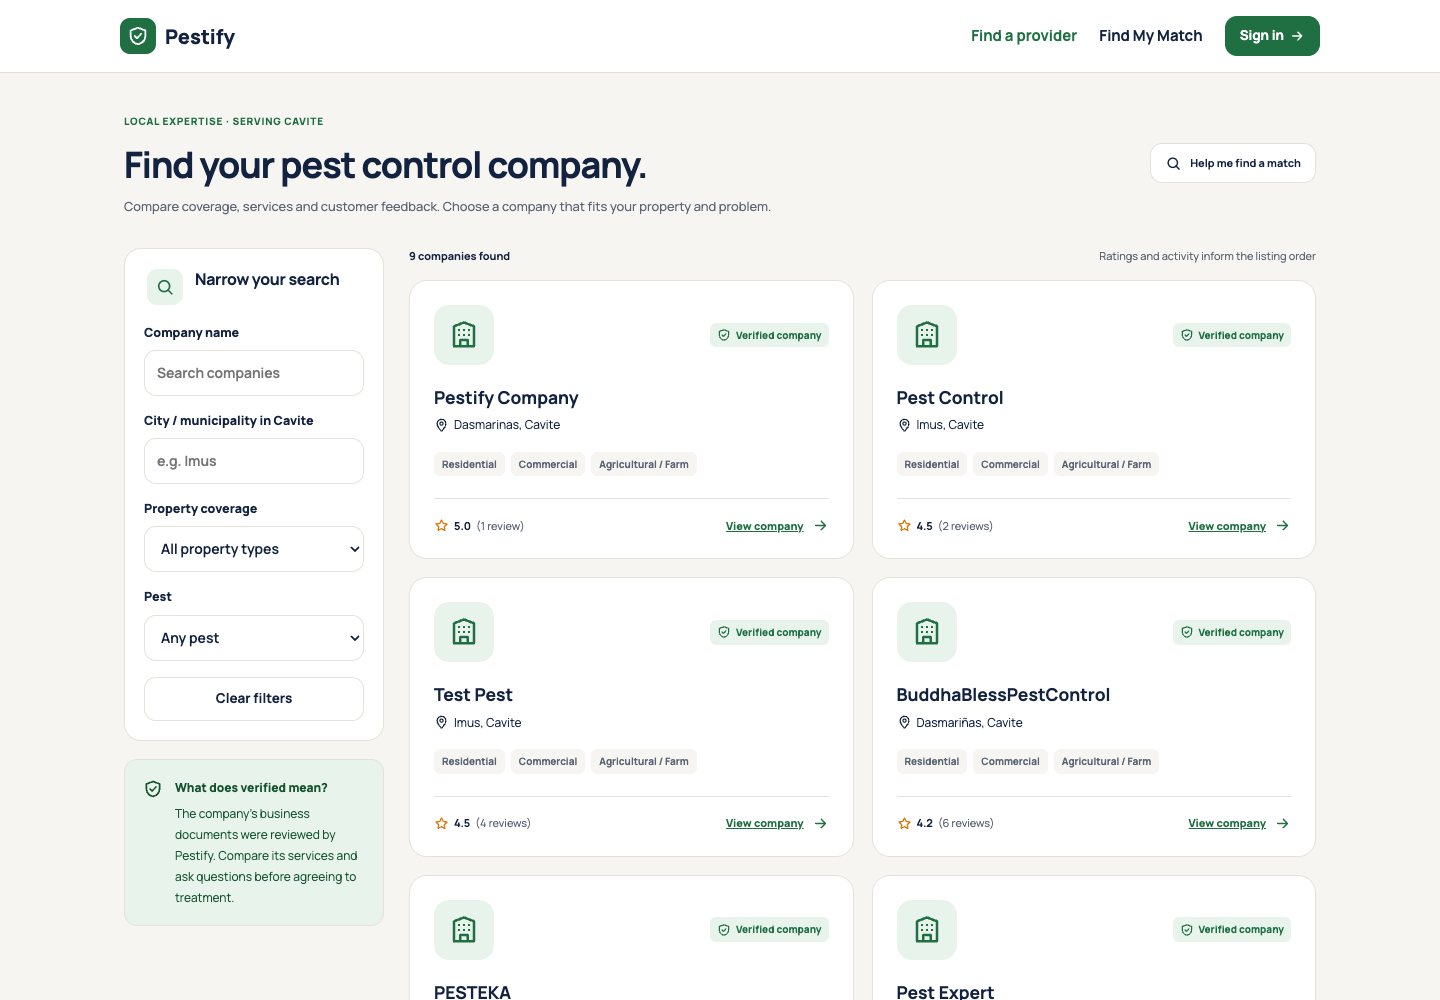 Pestify
Find a provider
Find My Match
Sign in
LOCAL EXPERTISE · SERVING CAVITE
Find your pest control company.
Compare coverage, services and customer feedback. Choose a company that fits your property and problem.
Help me find a match
Narrow your search
Company name
Search companies
City / municipality in Cavite
e.g. Imus
Property coverage
All property types
Pest
Any pest
Clear filters
What does verified mean?
The company's business
documents were reviewed by
Pestify. Compare its services and
ask questions before agreeing to
treatment.
9 companies found
Ratings and activity inform the listing order
Verified company
Pestify Company
Dasmarinas, Cavite
Residential Commercial Agricultural / Farm
5.0 (1 review) View company
Verified company
Pest Control
Imus, Cavite
Residential Commercial Agricultural / Farm
4.5 (2 reviews) View company
Verified company
Test Pest
Imus, Cavite
Residential Commercial Agricultural / Farm
4.5 (4 reviews) View company
Verified company
BuddhaBlessPestControl
Dasmariñas, Cavite
Residential Commercial Agricultural / Farm
4.2 (6 reviews) View company
Verified company
PESTEKA
Verified company
Pest Expert